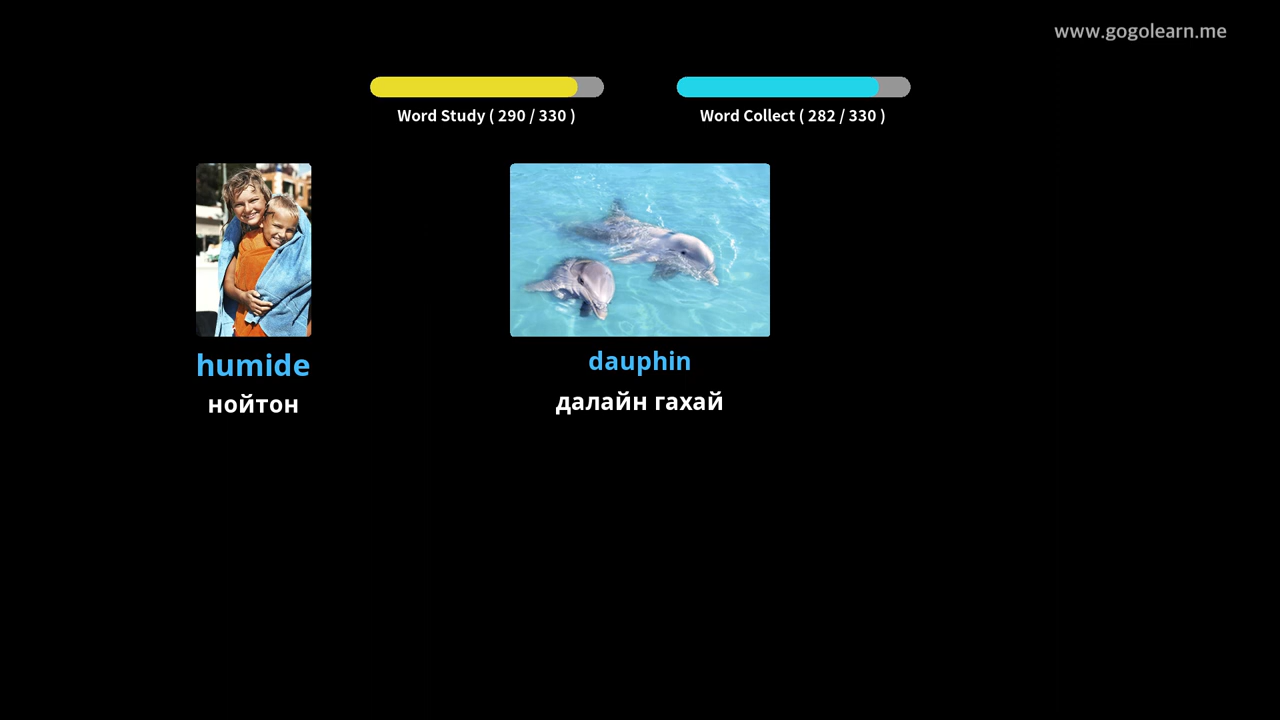 www.gogolearn.me
Word Study ( 290 / 330 )
Word Collect ( 282 / 330 )
humide
нойтон
dauphin
далайн гахай